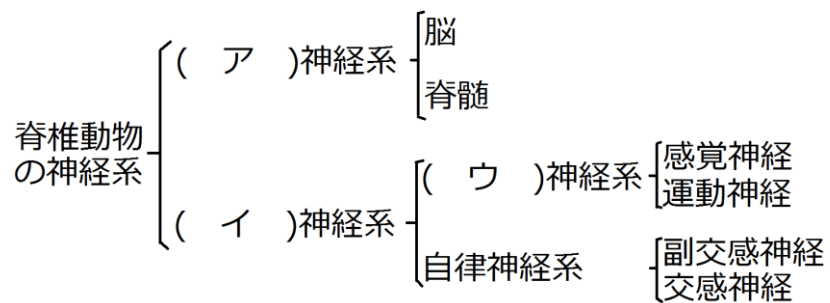 脊椎動物
の神経系
(　ア　)神経系
脳
脊髄
(　イ　)神経系
(　ウ　)神経系
感覚神経
運動神経
自律神経系
副交感神経
交感神経